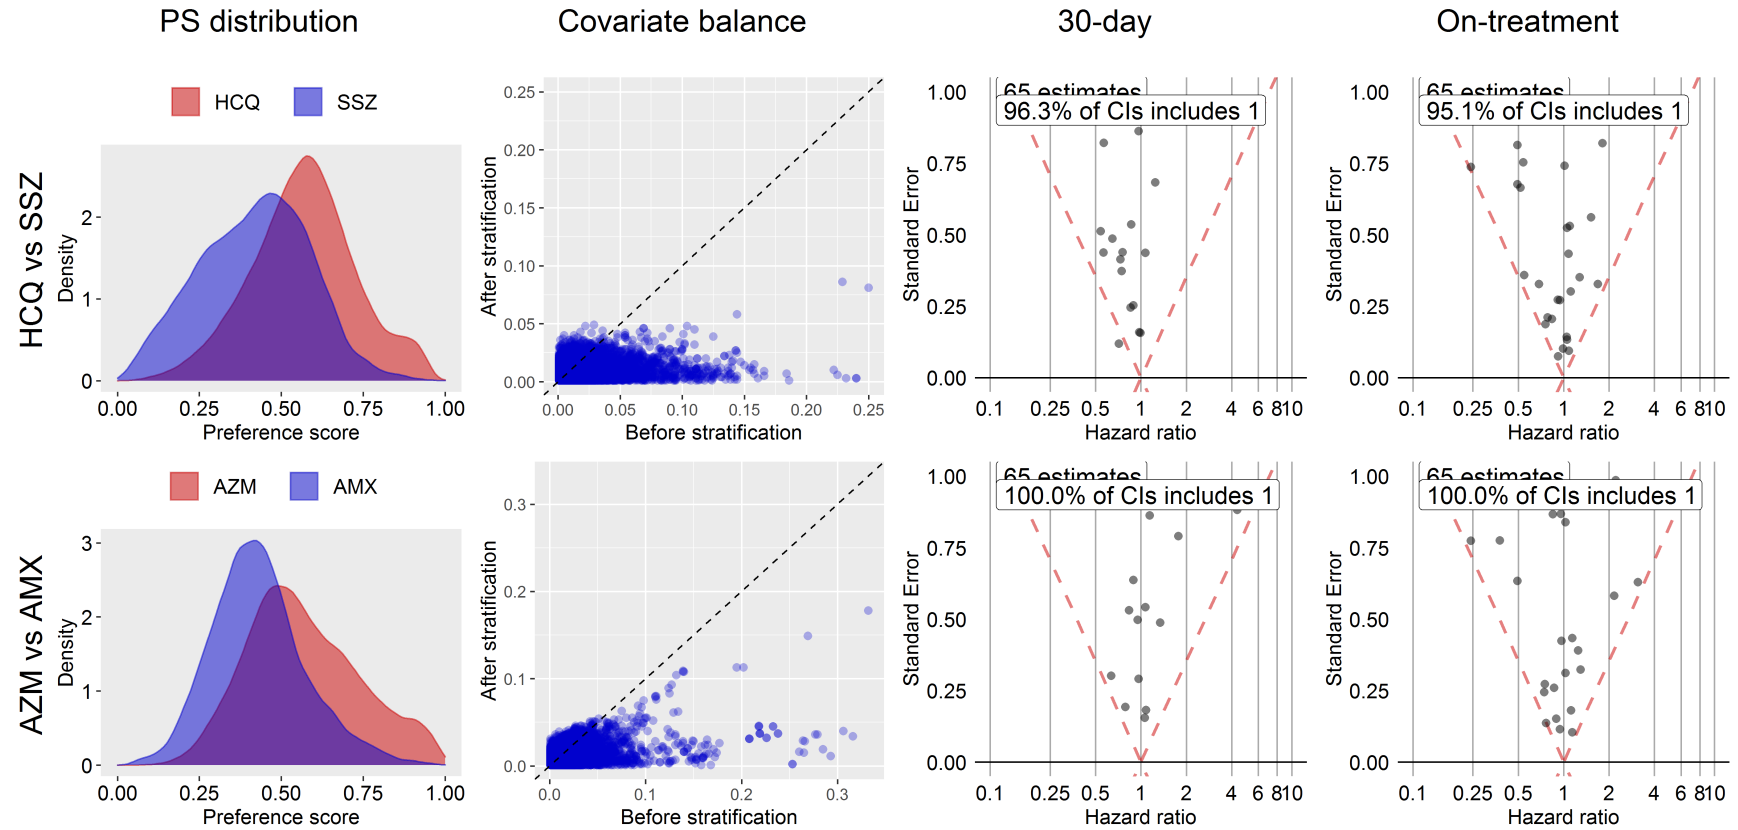 PS distribution
Covariate balance
30-day
On-treatment
HCQ vs SSZ
HCQ
SSZ
Density
2
1
0
0.00
0.25
0.50
0.75
1.00
Preference score
After stratification
0.25
0.20
0.15
0.10
0.05
0.00
0.00
0.05
0.10
0.15
0.20
0.25
Before stratification
Standard Error
1.00
0.75
0.50
0.25
0.00
65 estimates
96.3% of CIs includes 1
0.1
0.25
0.5
1
2
4
6
8
10
Hazard ratio
Standard Error
1.00
0.75
0.50
0.25
0.00
65 estimates
95.1% of CIs includes 1
0.1
0.25
0.5
1
2
4
6
8
10
Hazard ratio
AZM vs AMX
AZM
AMX
Density
3
2
1
0
0.00
0.25
0.50
0.75
1.00
Preference score
After stratification
0.3
0.2
0.1
0.0
0.0
0.1
0.2
0.3
Before stratification
Standard Error
1.00
0.75
0.50
0.25
0.00
65 estimates
100.0% of CIs includes 1
0.1
0.25
0.5
1
2
4
6
8
10
Hazard ratio
Standard Error
1.00
0.75
0.50
0.25
0.00
65 estimates
100.0% of CIs includes 1
0.1
0.25
0.5
1
2
4
6
8
10
Hazard ratio